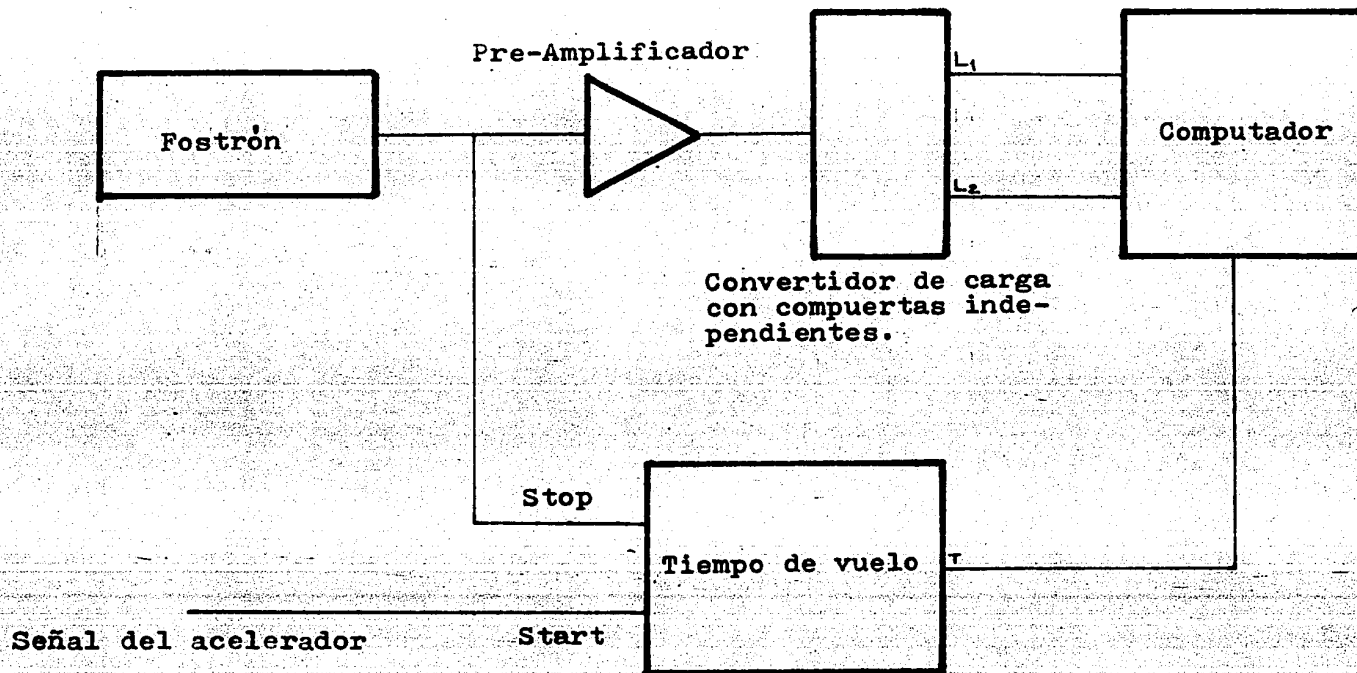 Pre-Amplificador
Fostrón
L1
L2
Computador
Convertidor de carga
con compuertas inde-
pendientes.
Stop
Tiempo de vuelo
T
Señal del acelerador
Start